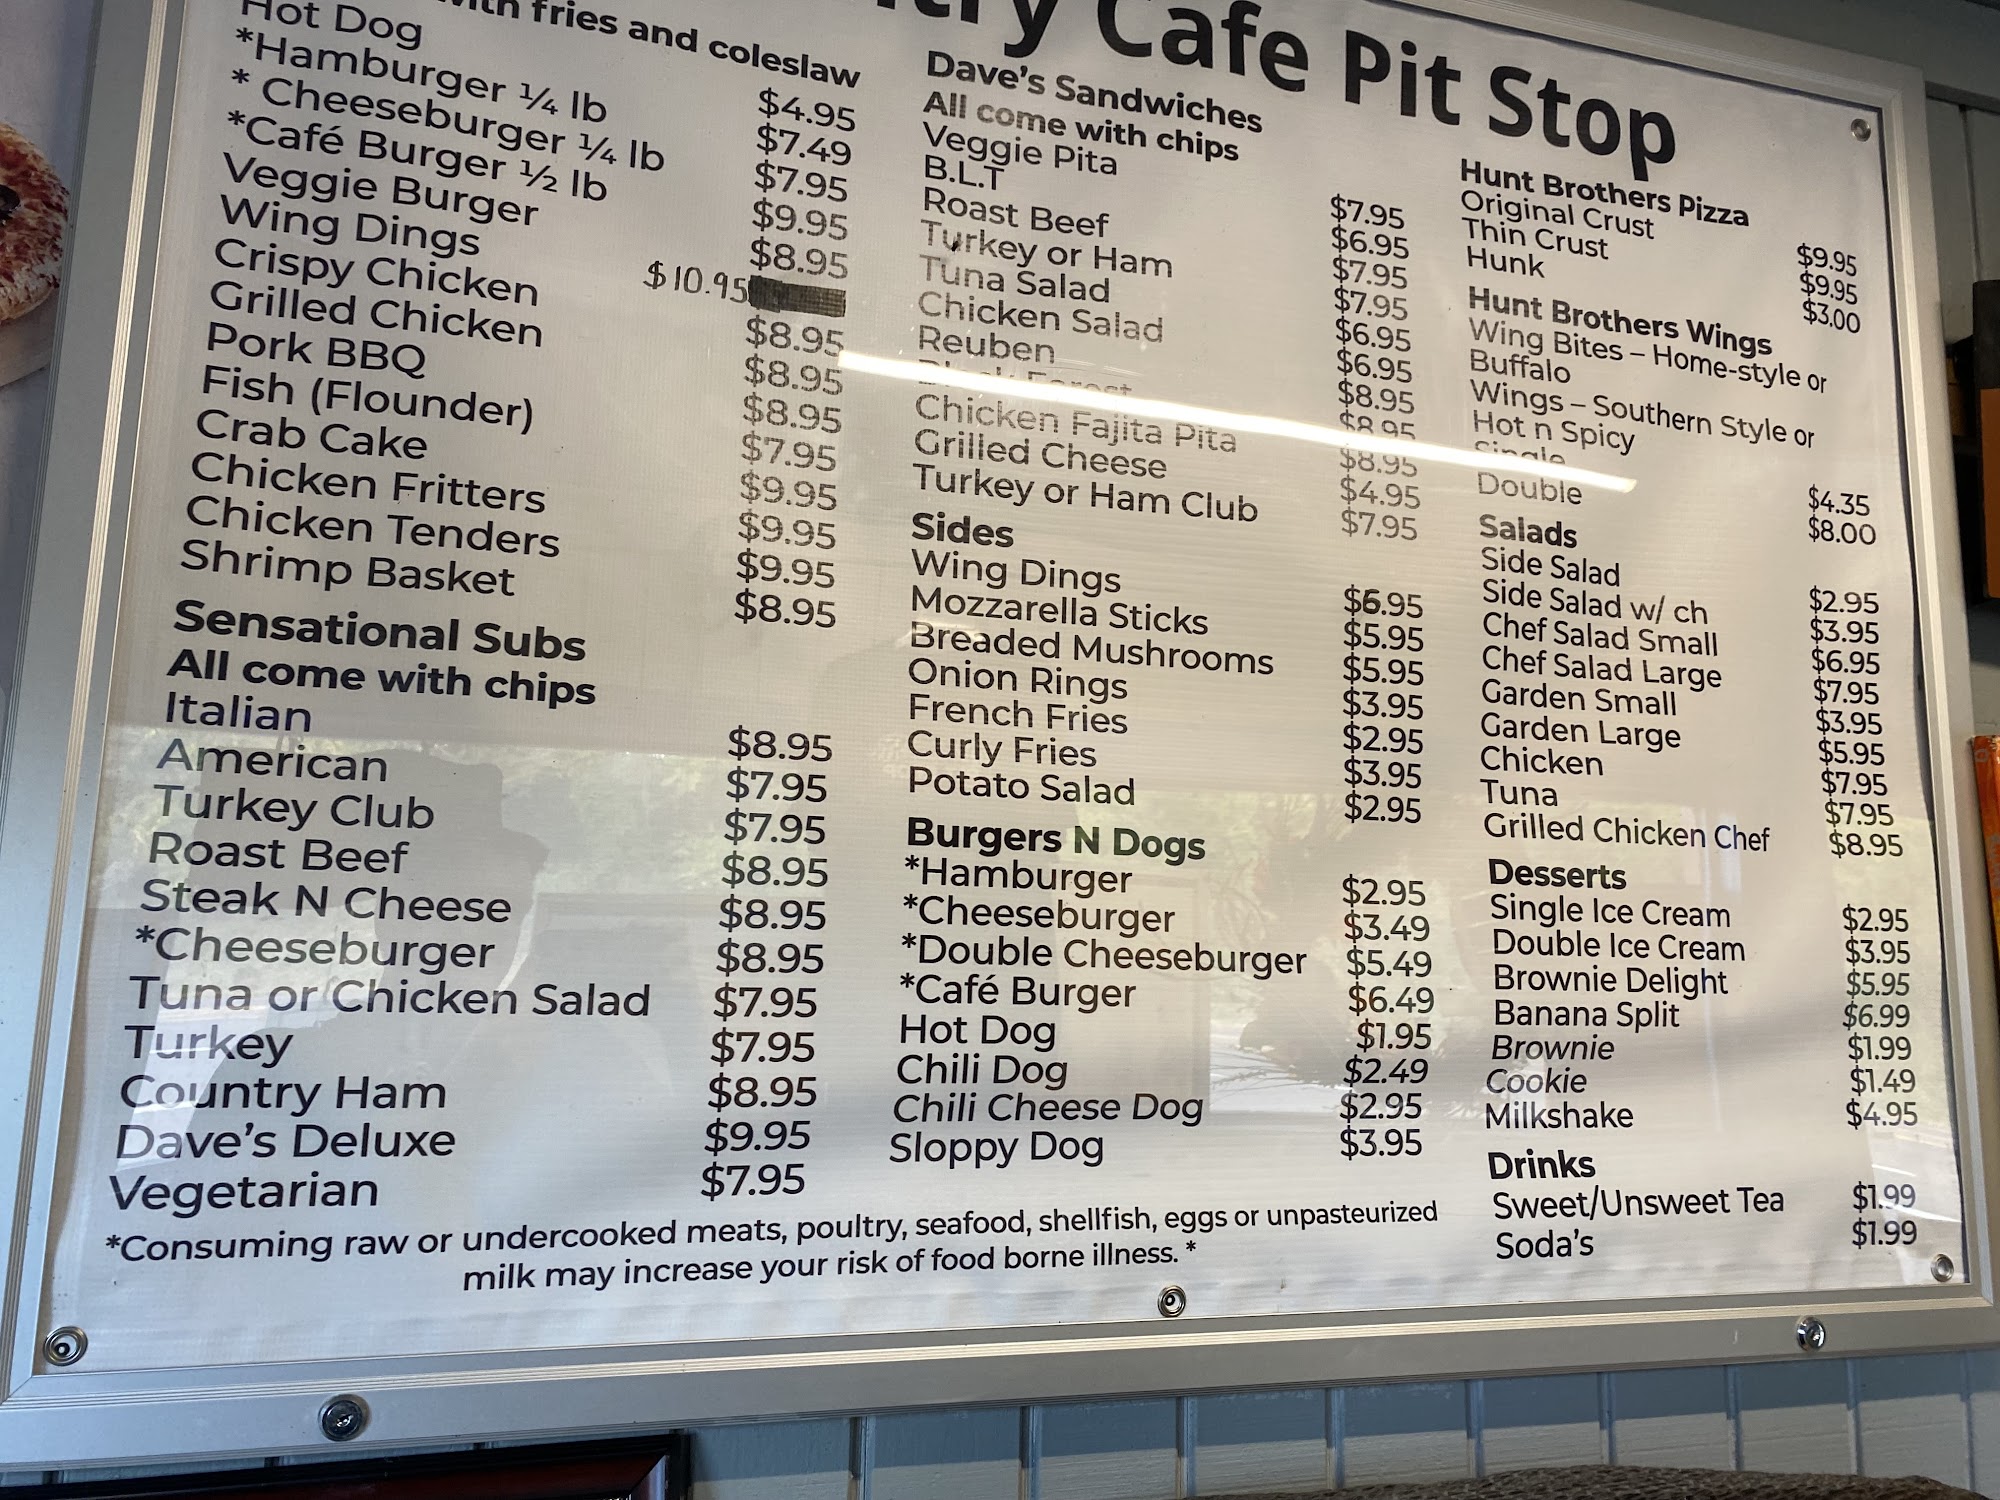 Cafe Pit Stop
with fries and coleslaw
Hot Dog $4.95
*Hamburger ¼ lb $7.49
* Cheeseburger ¼ lb $7.95
*Café Burger ½ lb $9.95
Veggie Burger $8.95
Wing Dings $10.95
Crispy Chicken $8.95
Grilled Chicken $8.95
Pork BBQ $8.95
Fish (Flounder) $7.95
Crab Cake $9.95
Chicken Fritters $9.95
Chicken Tenders $9.95
Shrimp Basket $8.95
Sensational Subs
All come with chips
Italian $8.95
American $7.95
Turkey Club $7.95
Roast Beef $8.95
Steak N Cheese $8.95
*Cheeseburger $8.95
Tuna or Chicken Salad $7.95
Turkey $7.95
Country Ham $8.95
Dave's Deluxe $9.95
Vegetarian $7.95
Dave's Sandwiches
All come with chips
Veggie Pita $7.95
B.L.T $6.95
Roast Beef $7.95
Turkey or Ham $7.95
Tuna Salad $6.95
Chicken Salad $6.95
Reuben $8.95
Black Forest $8.95
Chicken Fajita Pita $8.95
Grilled Cheese $4.95
Turkey or Ham Club $7.95
Sides
Wing Dings $6.95
Mozzarella Sticks $5.95
Breaded Mushrooms $5.95
Onion Rings $3.95
French Fries $2.95
Curly Fries $3.95
Potato Salad $2.95
Burgers N Dogs
*Hamburger $2.95
*Cheeseburger $3.49
*Double Cheeseburger $5.49
*Café Burger $6.49
Hot Dog $1.95
Chili Dog $2.49
Chili Cheese Dog $2.95
Sloppy Dog $3.95
Hunt Brothers Pizza
Original Crust $9.95
Thin Crust $9.95
Hunk $3.00
Hunt Brothers Wings
Wing Bites – Home-style or
Buffalo
Wings – Southern Style or
Hot n Spicy
Single $4.35
Double $8.00
Salads
Side Salad $2.95
Side Salad w/ ch $3.95
Chef Salad Small $6.95
Chef Salad Large $7.95
Garden Small $3.95
Garden Large $5.95
Chicken $7.95
Tuna $7.95
Grilled Chicken Chef $8.95
Desserts
Single Ice Cream $2.95
Double Ice Cream $3.95
Brownie Delight $5.95
Banana Split $6.99
Brownie $1.99
Cookie $1.49
Milkshake $4.95
Drinks
Sweet/Unsweet Tea $1.99
Soda's $1.99
*Consuming raw or undercooked meats, poultry, seafood, shellfish, eggs or unpasteurized
milk may increase your risk of food borne illness. *